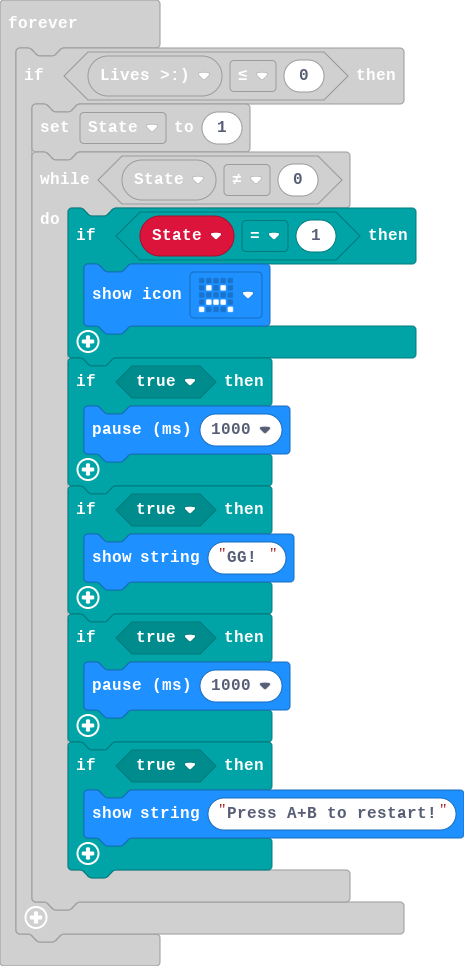 forever
if Lives >:) ≤ 0 then
set State to 1
while State ≠ 0
do
if State = 1 then
show icon
if true then
pause (ms) 1000
if true then
show string "GG! "
if true then
pause (ms) 1000
if true then
show string "Press A+B to restart!"